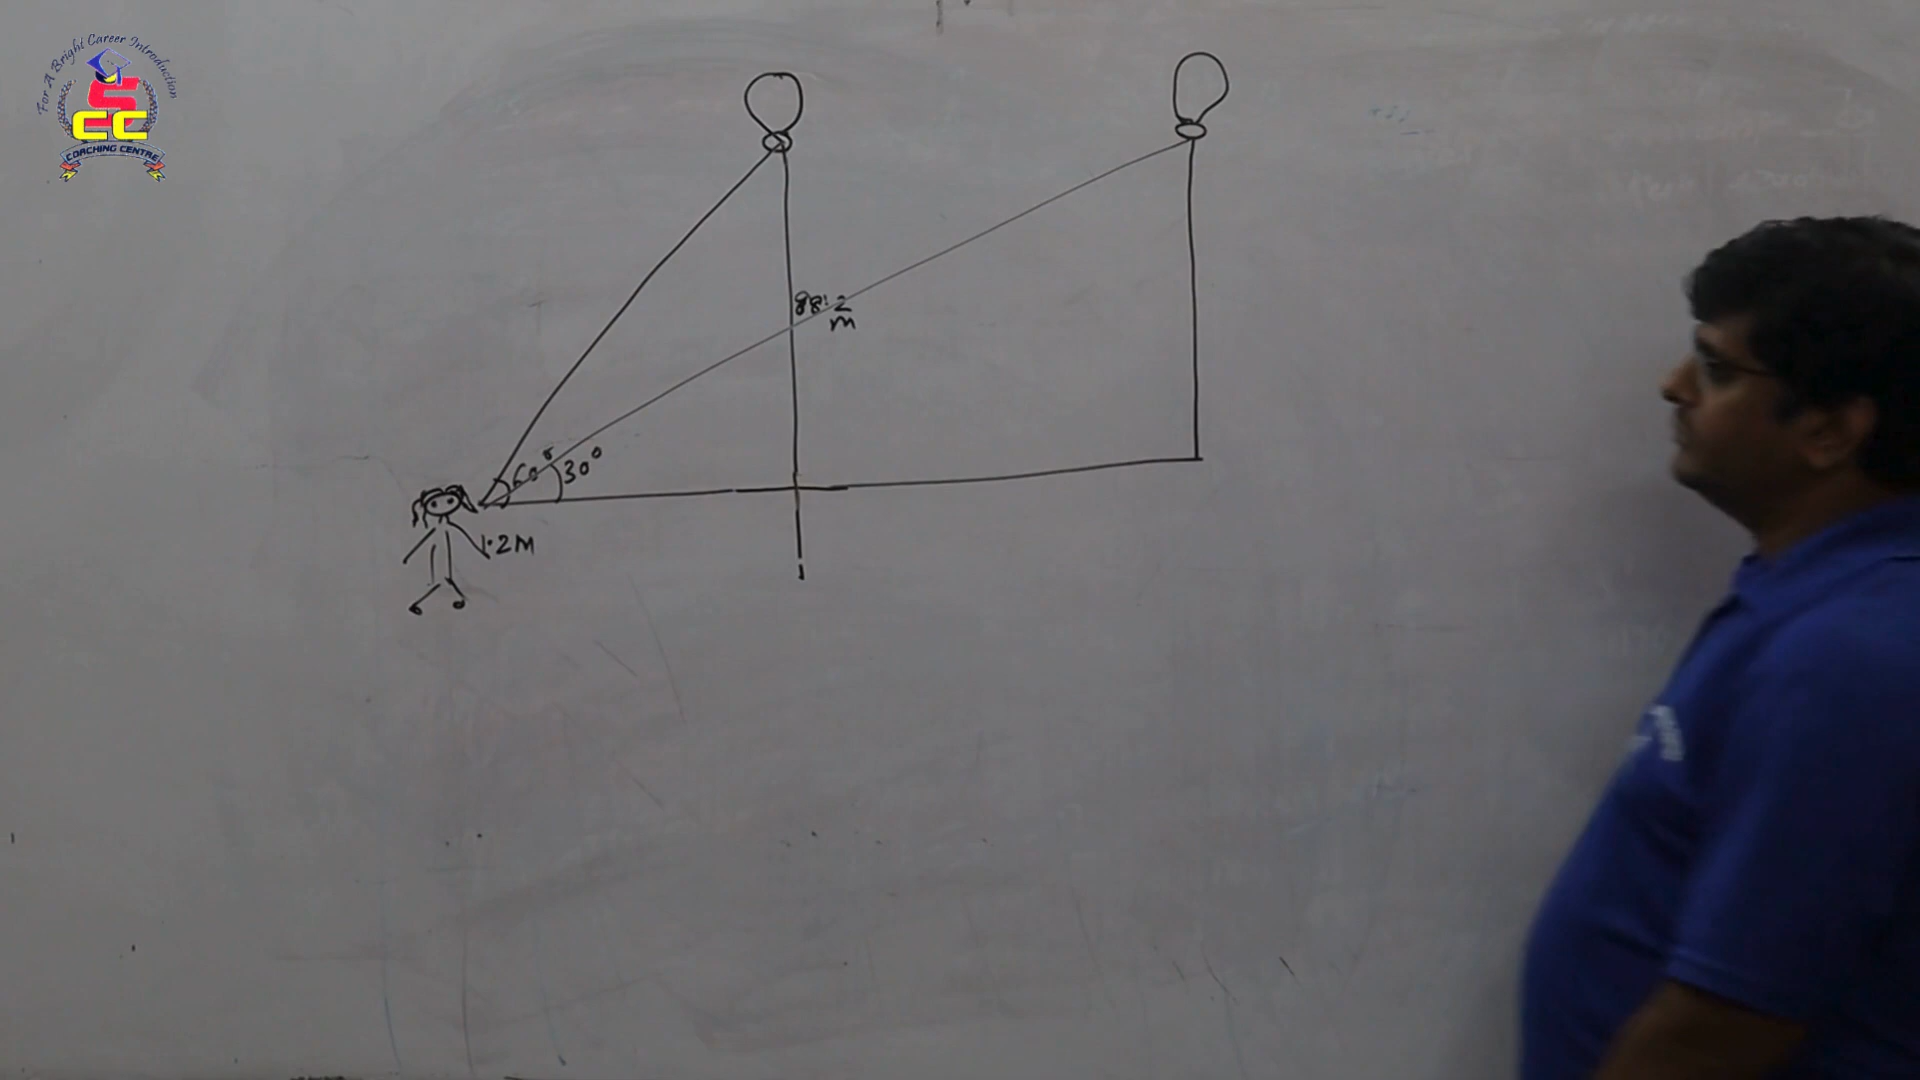 For A Bright Career Introduction
S
CC
COACHING CENTRE
88.2
m
60°
30°
1.2M